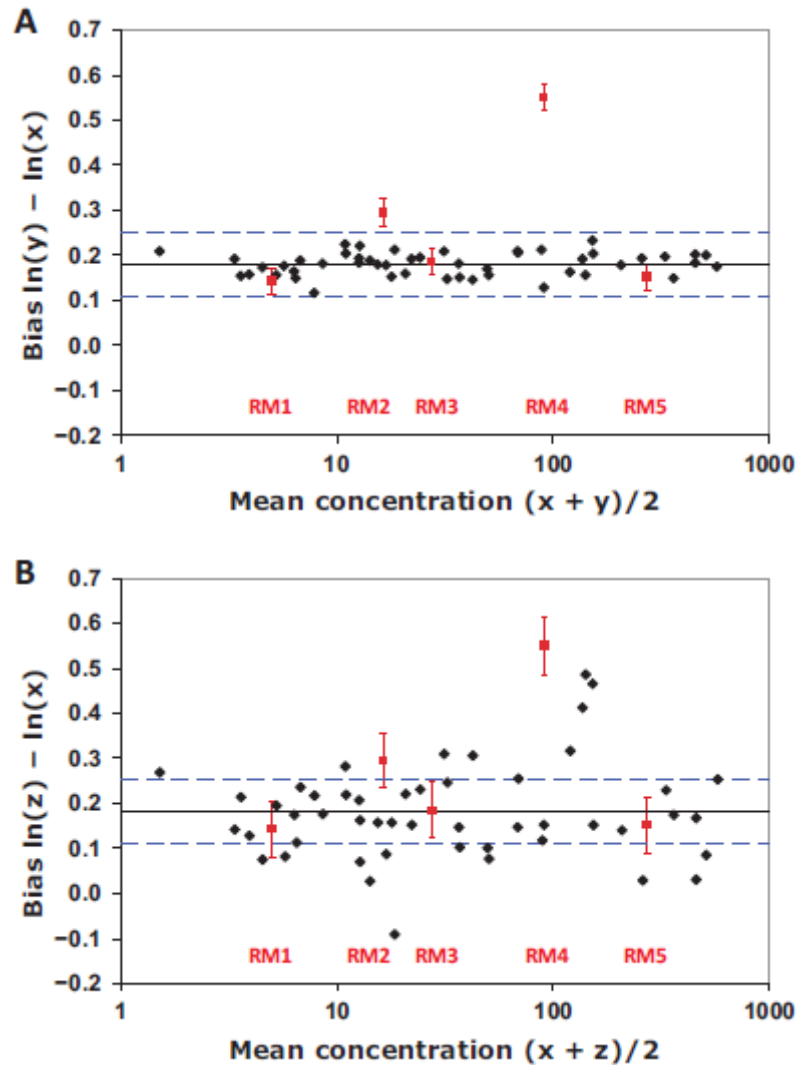 A
0.7
0.6
0.5
0.4
0.3
0.2
0.1
0.0
−0.1
−0.2
Bias ln(y) − ln(x)
RM1 RM2 RM3 RM4 RM5
1 10 100 1000
Mean concentration (x + y)/2
B
0.7
0.6
0.5
0.4
0.3
0.2
0.1
0.0
−0.1
−0.2
Bias ln(z) − ln(x)
RM1 RM2 RM3 RM4 RM5
1 10 100 1000
Mean concentration (x + z)/2